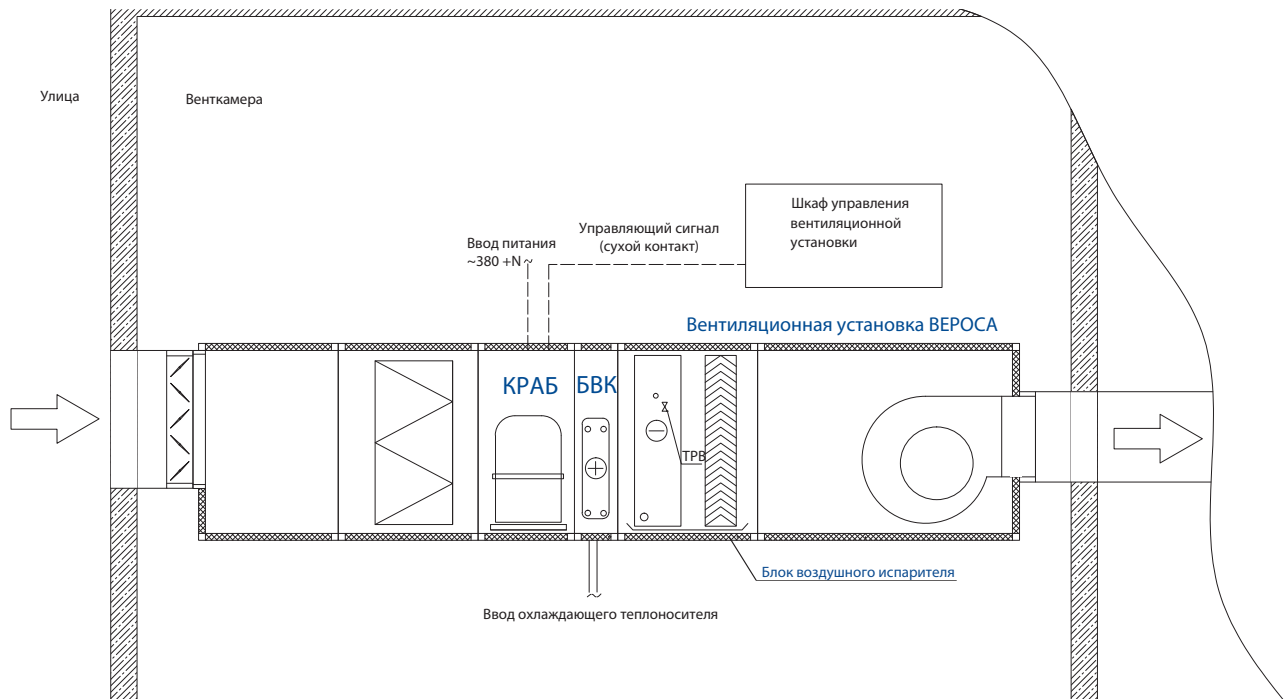 Улица
Венткамера
Шкаф управления
вентиляционной
установки
Управляющий сигнал
(сухой контакт)
Ввод питания
~380 +N ~
Вентиляционная установка ВЕРОСА
КРАБ
БВК
ТРВ
Блок воздушного испарителя
Ввод охлаждающего теплоносителя